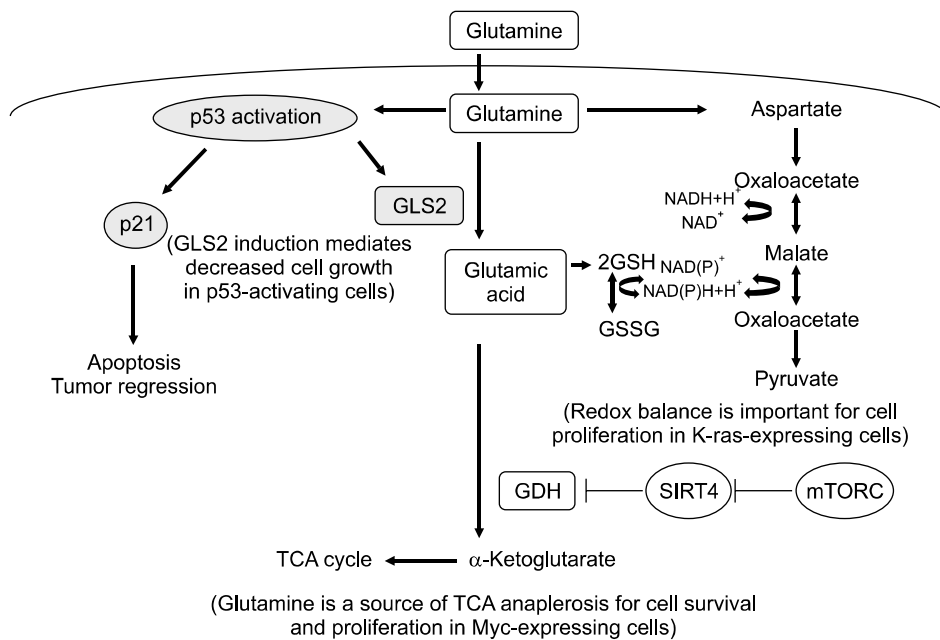 Glutamine
p53 activation
Glutamine
Aspartate
Oxaloacetate
GLS2
NADH+H⁺
NAD⁺
p21
(GLS2 induction mediates
decreased cell growth
in p53-activating cells)
Malate
Glutamic
acid
2GSH
NAD(P)⁺
NAD(P)H+H⁺
GSSG
Oxaloacetate
Apoptosis
Tumor regression
Pyruvate
(Redox balance is important for cell
proliferation in K-ras-expressing cells)
GDH
SIRT4
mTORC
TCA cycle
α-Ketoglutarate
(Glutamine is a source of TCA anaplerosis for cell survival
and proliferation in Myc-expressing cells)